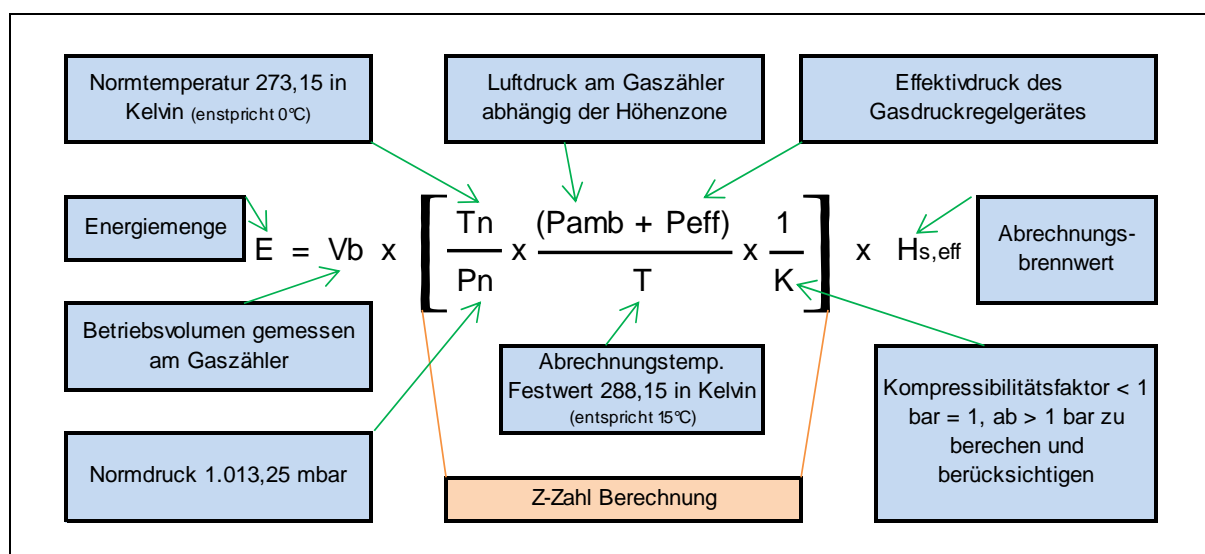 Normtemperatur 273,15 in
Kelvin (enstpricht 0°C)
Luftdruck am Gaszähler
abhängig der Höhenzone
Effektivdruck des
Gasdruckregelgerätes
Energiemenge
E = Vb x [ Tn / Pn x (Pamb + Peff) / T x 1 / K ] x Hs,eff
Abrechnungs-
brennwert
Betriebsvolumen gemessen
am Gaszähler
Abrechnungstemp.
Festwert 288,15 in Kelvin
(entspricht 15°C)
Kompressibilitätsfaktor < 1
bar = 1, ab > 1 bar zu
berechen und
berücksichtigen
Normdruck 1.013,25 mbar
Z-Zahl Berechnung